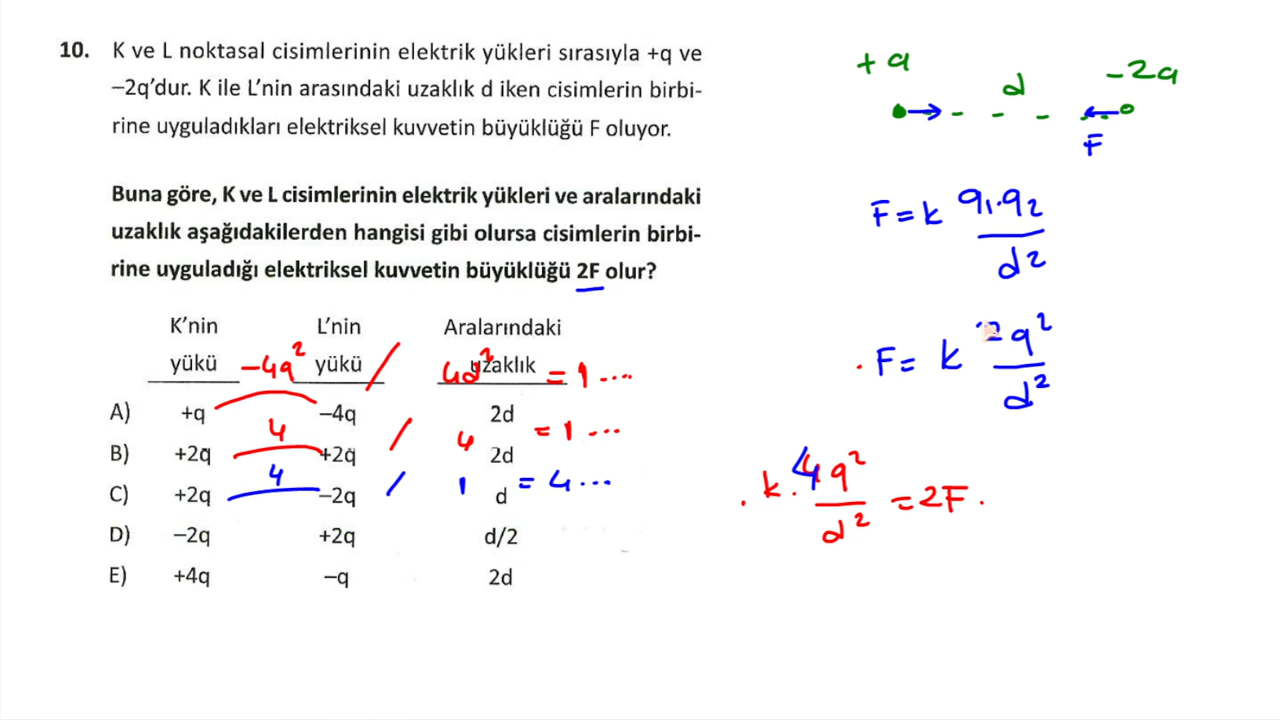 10. K ve L noktasal cisimlerinin elektrik yükleri sırasıyla +q ve
–2q'dur. K ile L'nin arasındaki uzaklık d iken cisimlerin birbi-
rine uyguladıkları elektriksel kuvvetin büyüklüğü F oluyor.
Buna göre, K ve L cisimlerinin elektrik yükleri ve aralarındaki
uzaklık aşağıdakilerden hangisi gibi olursa cisimlerin birbi-
rine uyguladığı elektriksel kuvvetin büyüklüğü 2F olur?
K'nin L'nin Aralarındaki
yükü –4q² yükü / 4d² uzaklık = 1 ....
A) +q –4q 2d
4 / 4 = 1 ...
B) +2q +2q 2d
4 / 1 = 4 ...
C) +2q –2q d
D) –2q +2q d/2
E) +4q –q 2d
+q d –2q
F
F = k q₁.q₂
d²
. F = k 2q²
d²
. k. 4q² = 2F .
d²